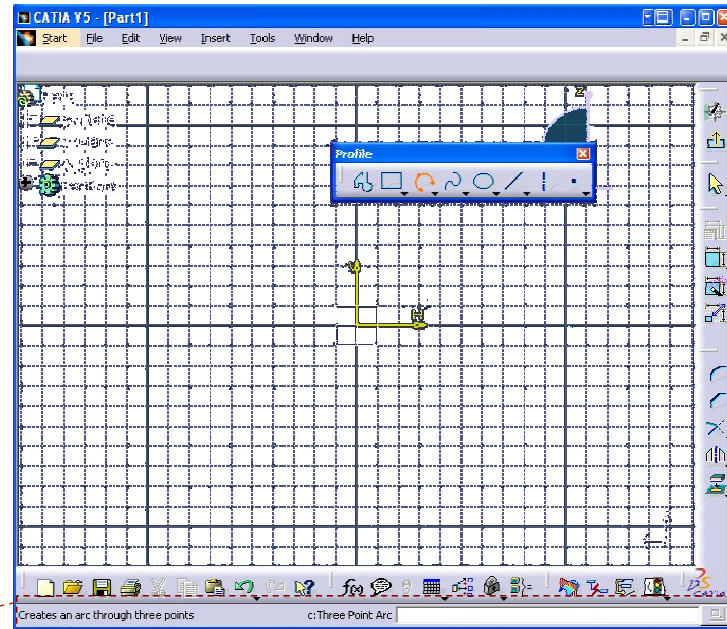 CATIA V5 - [Part1]
Start File Edit View Insert Tools Window Help
Z
Profile
H
Creates an arc through three points c:Three Point Arc